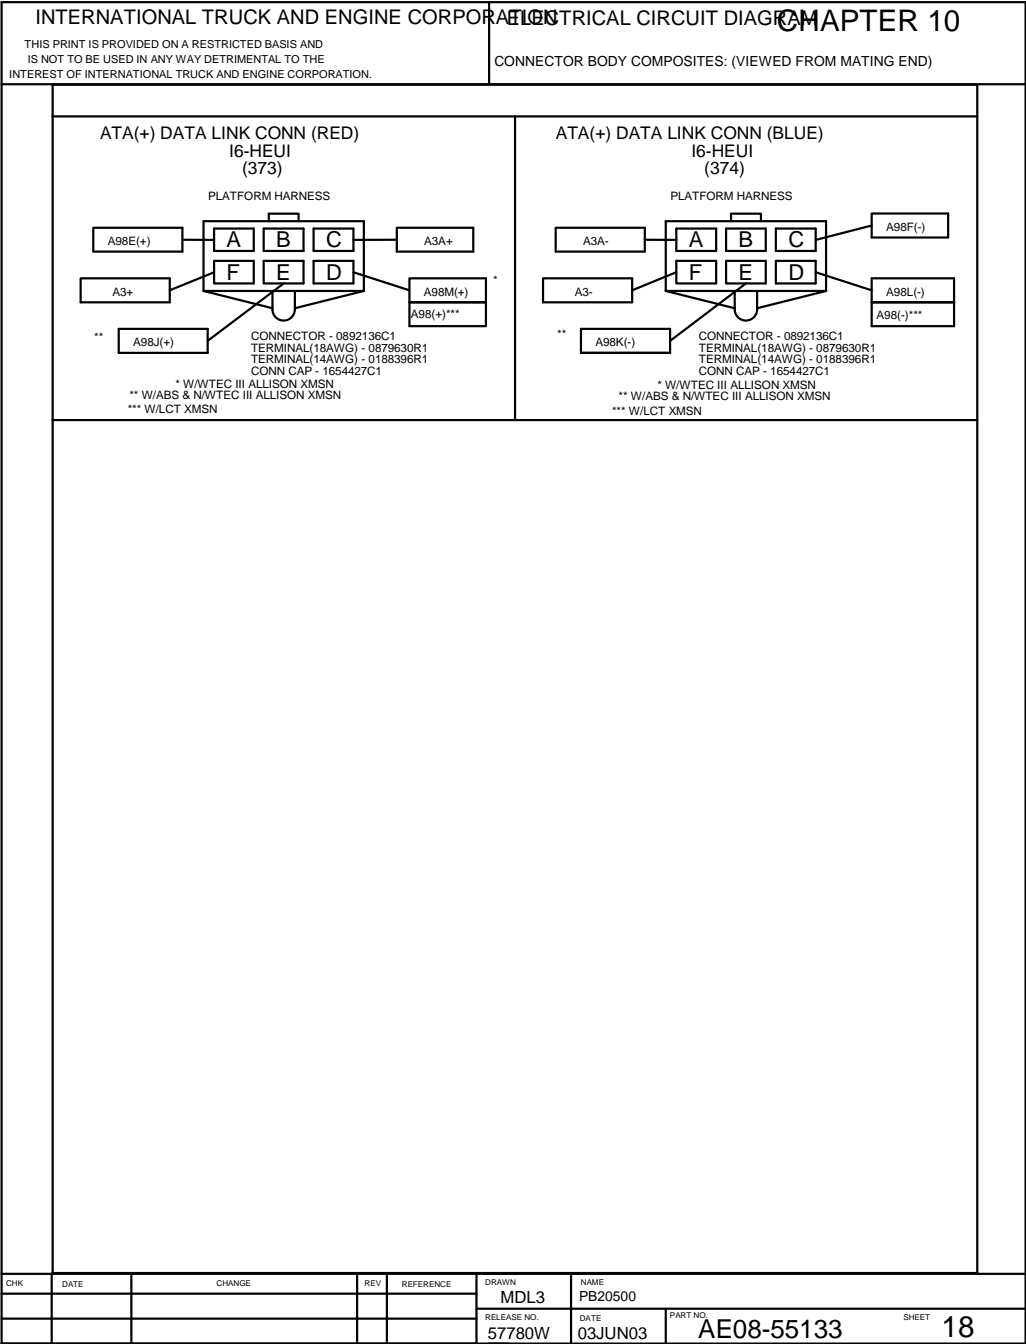 INTERNATIONAL TRUCK AND ENGINE CORPORATION
THIS PRINT IS PROVIDED ON A RESTRICTED BASIS AND
IS NOT TO BE USED IN ANY WAY DETRIMENTAL TO THE
INTEREST OF INTERNATIONAL TRUCK AND ENGINE CORPORATION.
ELECTRICAL CIRCUIT DIAGRAM
CHAPTER 10
CONNECTOR BODY COMPOSITES: (VIEWED FROM MATING END)
ATA(+) DATA LINK CONN (RED)
I6-HEUI
(373)
PLATFORM HARNESS
A98E(+)
A B C
A3A+
F E D
A3+
A98M(+)
*
A98(+)***
**
A98J(+)
CONNECTOR - 0892136C1
TERMINAL(18AWG) - 0879630R1
TERMINAL(14AWG) - 0188396R1
CONN CAP - 1654427C1
* W/WTEC III ALLISON XMSN
** W/ABS & N/WTEC III ALLISON XMSN
*** W/LCT XMSN
ATA(+) DATA LINK CONN (BLUE)
I6-HEUI
(374)
PLATFORM HARNESS
A3A-
A B C
A98F(-)
F E D
A3-
A98L(-)
A98(-)***
**
A98K(-)
CONNECTOR - 0892136C1
TERMINAL(18AWG) - 0879630R1
TERMINAL(14AWG) - 0188396R1
CONN CAP - 1654427C1
* W/WTEC III ALLISON XMSN
** W/ABS & N/WTEC III ALLISON XMSN
*** W/LCT XMSN
CHK
DATE
CHANGE
REV
REFERENCE
DRAWN
MDL3
NAME
PB20500
RELEASE NO.
57780W
DATE
03JUN03
PART NO.
AE08-55133
SHEET
18